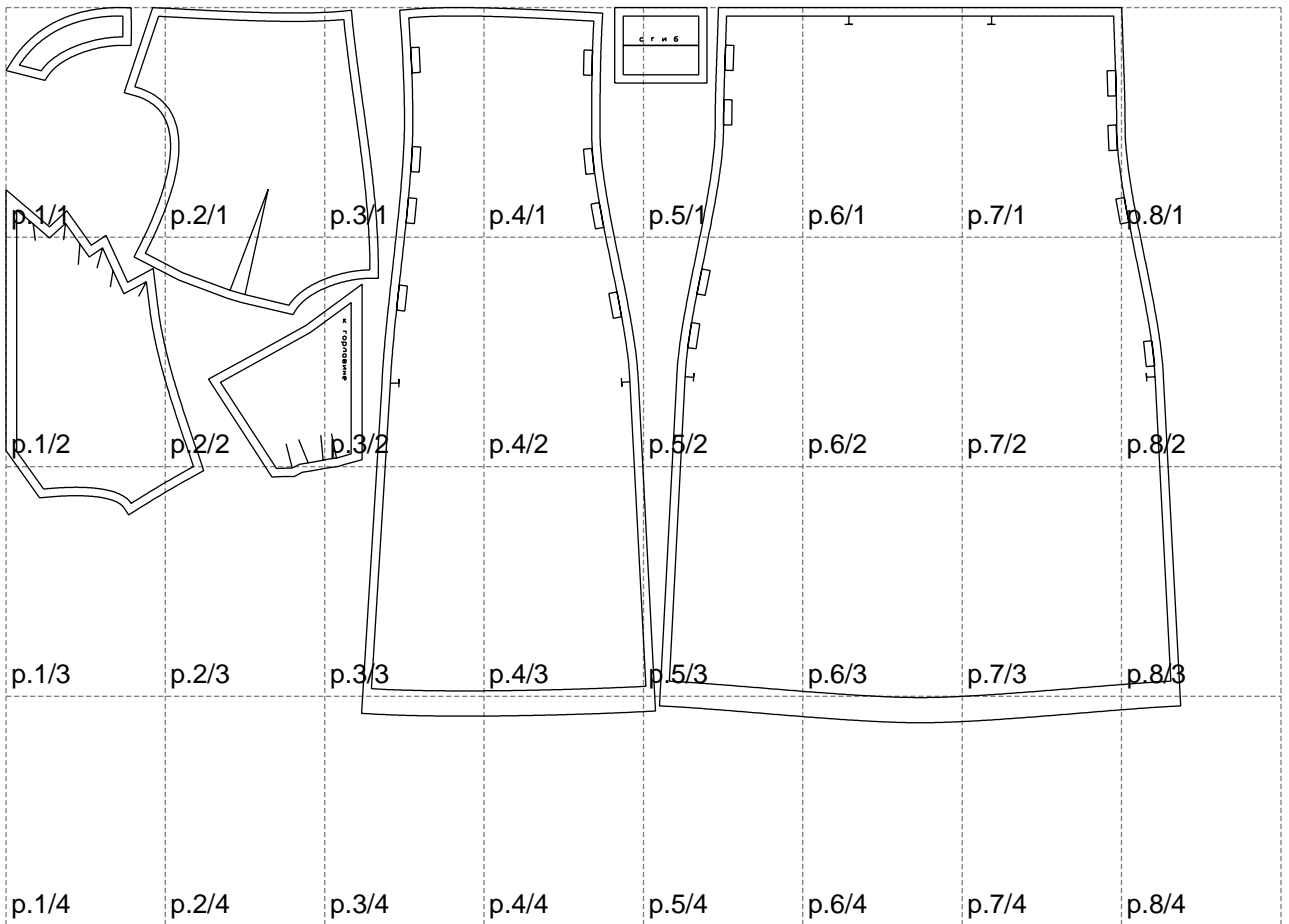 сгиб
p.1/1 p.2/1 p.3/1 p.4/1 p.5/1 p.6/1 p.7/1 p.8/1
к горловине
p.1/2 p.2/2 p.3/2 p.4/2 p.5/2 p.6/2 p.7/2 p.8/2
p.1/3 p.2/3 p.3/3 p.4/3 p.5/3 p.6/3 p.7/3 p.8/3
p.1/4 p.2/4 p.3/4 p.4/4 p.5/4 p.6/4 p.7/4 p.8/4